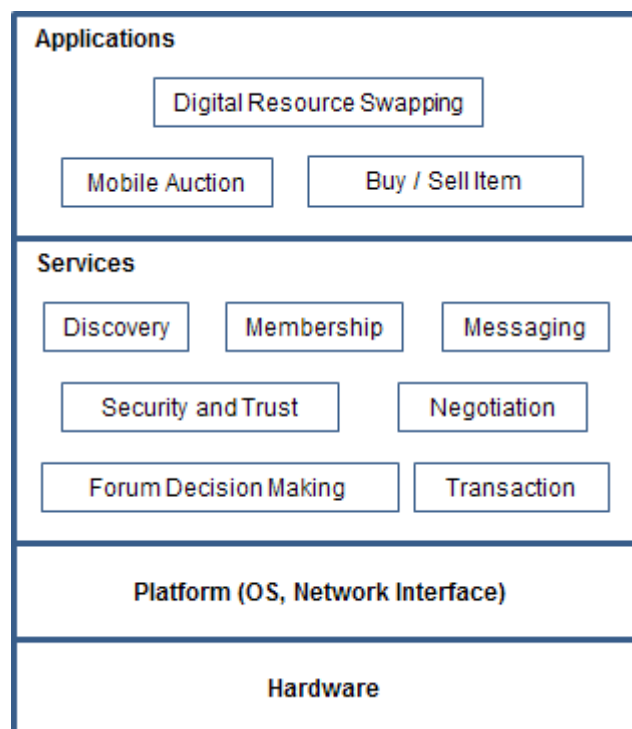 Applications
Digital Resource Swapping
Mobile Auction
Buy / Sell Item
Services
Discovery
Membership
Messaging
Security and Trust
Negotiation
Forum Decision Making
Transaction
Platform (OS, Network Interface)
Hardware